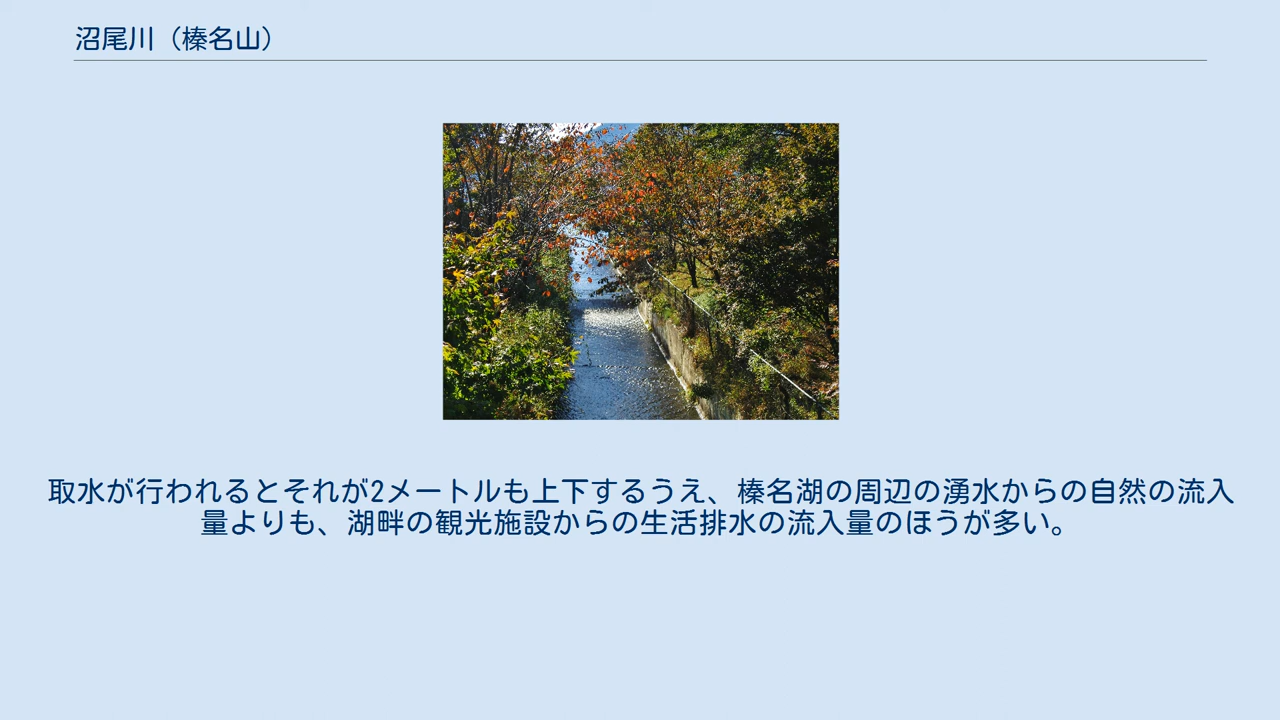 沼尾川（榛名山）
取水が行われるとそれが2メートルも上下するうえ、榛名湖の周辺の湧水からの自然の流入
量よりも、湖畔の観光施設からの生活排水の流入量のほうが多い。